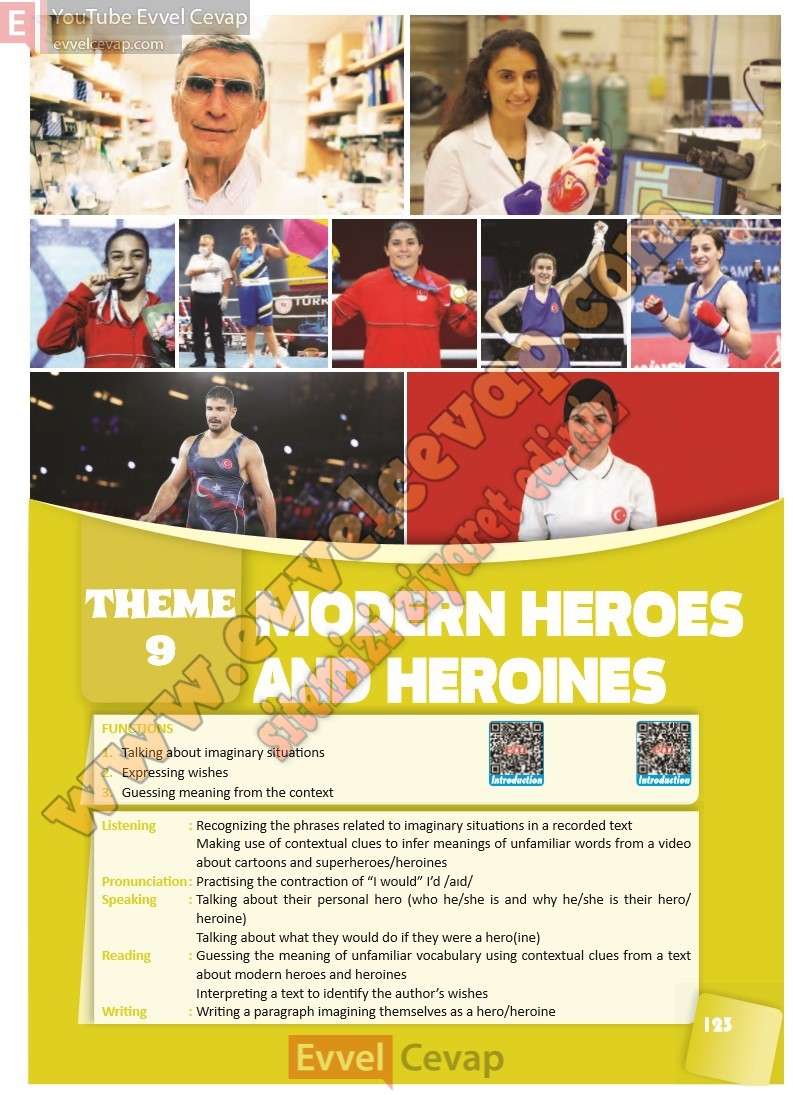 E YouTube Evvel Cevap
evvelcevap.com
TÜRK
THEME
9
MODERN HEROES
AND HEROINES
FUNCTIONS
1. Talking about imaginary situations
2. Expressing wishes
3. Guessing meaning from the context
Introduction
Introduction
Listening : Recognizing the phrases related to imaginary situations in a recorded text
Making use of contextual clues to infer meanings of unfamiliar words from a video
about cartoons and superheroes/heroines
Pronunciation : Practising the contraction of “I would” I’d /aɪd/
Speaking : Talking about their personal hero (who he/she is and why he/she is their hero/
heroine)
Talking about what they would do if they were a hero(ine)
Reading : Guessing the meaning of unfamiliar vocabulary using contextual clues from a text
about modern heroes and heroines
Interpreting a text to identify the author’s wishes
Writing : Writing a paragraph imagining themselves as a hero/heroine
123
www.evvelcevap.com
sitemizi ziyaret ediniz
Evvel Cevap